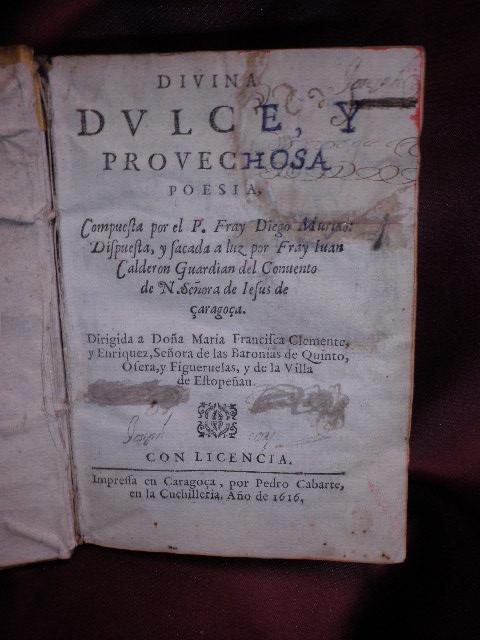 DIVINA
DVLCE, Y
PROVECHOSA
POESIA,
Compuesta por el P. Fray Diego Murillo:
Dispuesta, y sacada a luz por Fray Iuan
Calderon Guardian del Conuento
de N. Señora de Iesus de
Çaragoça.
Dirigida a Doña Maria Francisca Clemente,
y Enriquez, Señora de las Baronias de Quinto,
Osera, y Figueruelas, y de la Villa
de Estopeñan.
CON LICENCIA.
Impressa en Caragoça, por Pedro Cabarte,
en la Cuchilleria. Año de 1616,